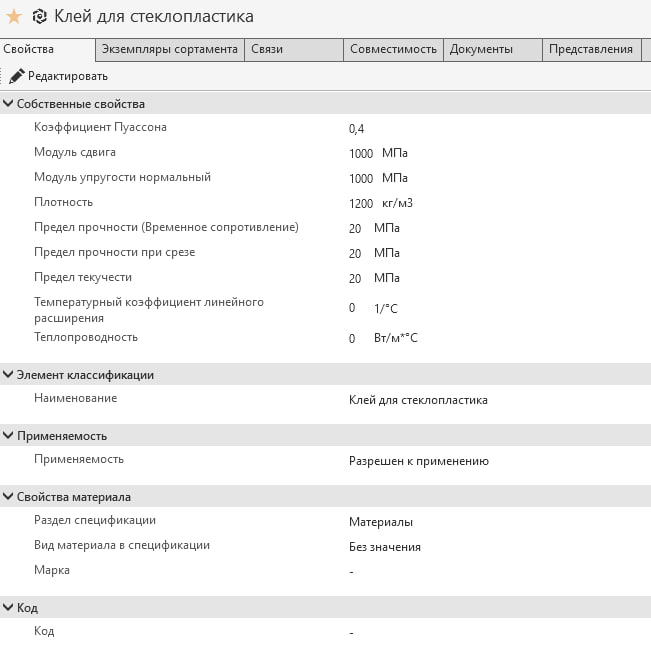 Клей для стеклопластика
Свойства Экземпляры сортамента Связи Совместимость Документы Представления
Редактировать
Собственные свойства
Коэффициент Пуассона 0,4
Модуль сдвига 1000 МПа
Модуль упругости нормальный 1000 МПа
Плотность 1200 кг/м3
Предел прочности (Временное сопротивление) 20 МПа
Предел прочности при срезе 20 МПа
Предел текучести 20 МПа
Температурный коэффициент линейного
расширения 0 1/°C
Теплопроводность 0 Вт/м*°C
Элемент классификации
Наименование Клей для стеклопластика
Применяемость
Применяемость Разрешен к применению
Свойства материала
Раздел спецификации Материалы
Вид материала в спецификации Без значения
Марка -
Код
Код -